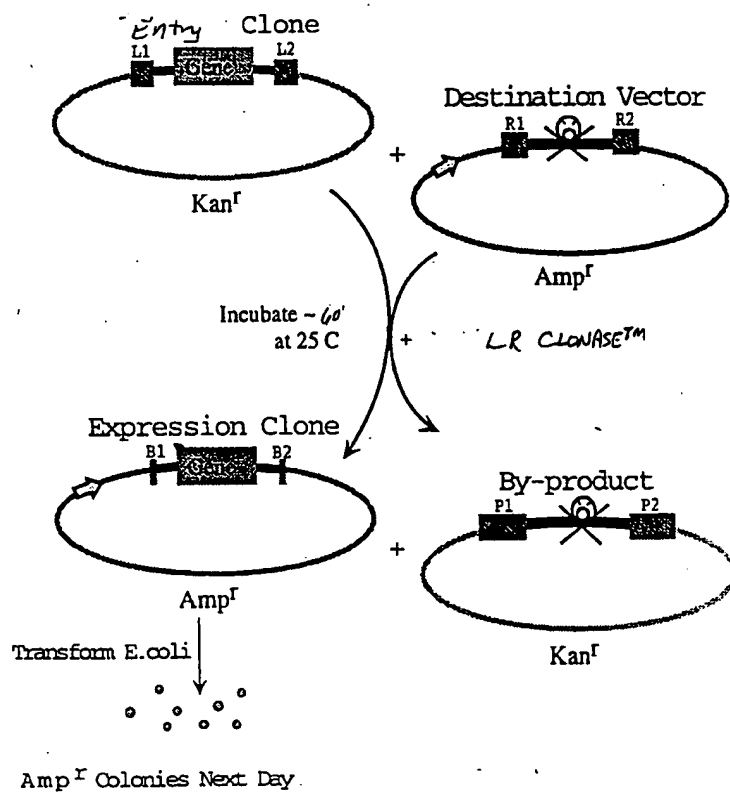 Entry Clone
L1 Gene L2
Destination Vector
R1 R2
+
Kanʳ
Ampʳ
Incubate ~ 60'
at 25 C
+ LR CLONASE™
Expression Clone
B1 Gene B2
By-product
P1 P2
+
Ampʳ
Kanʳ
Transform E.coli
Ampʳ Colonies Next Day